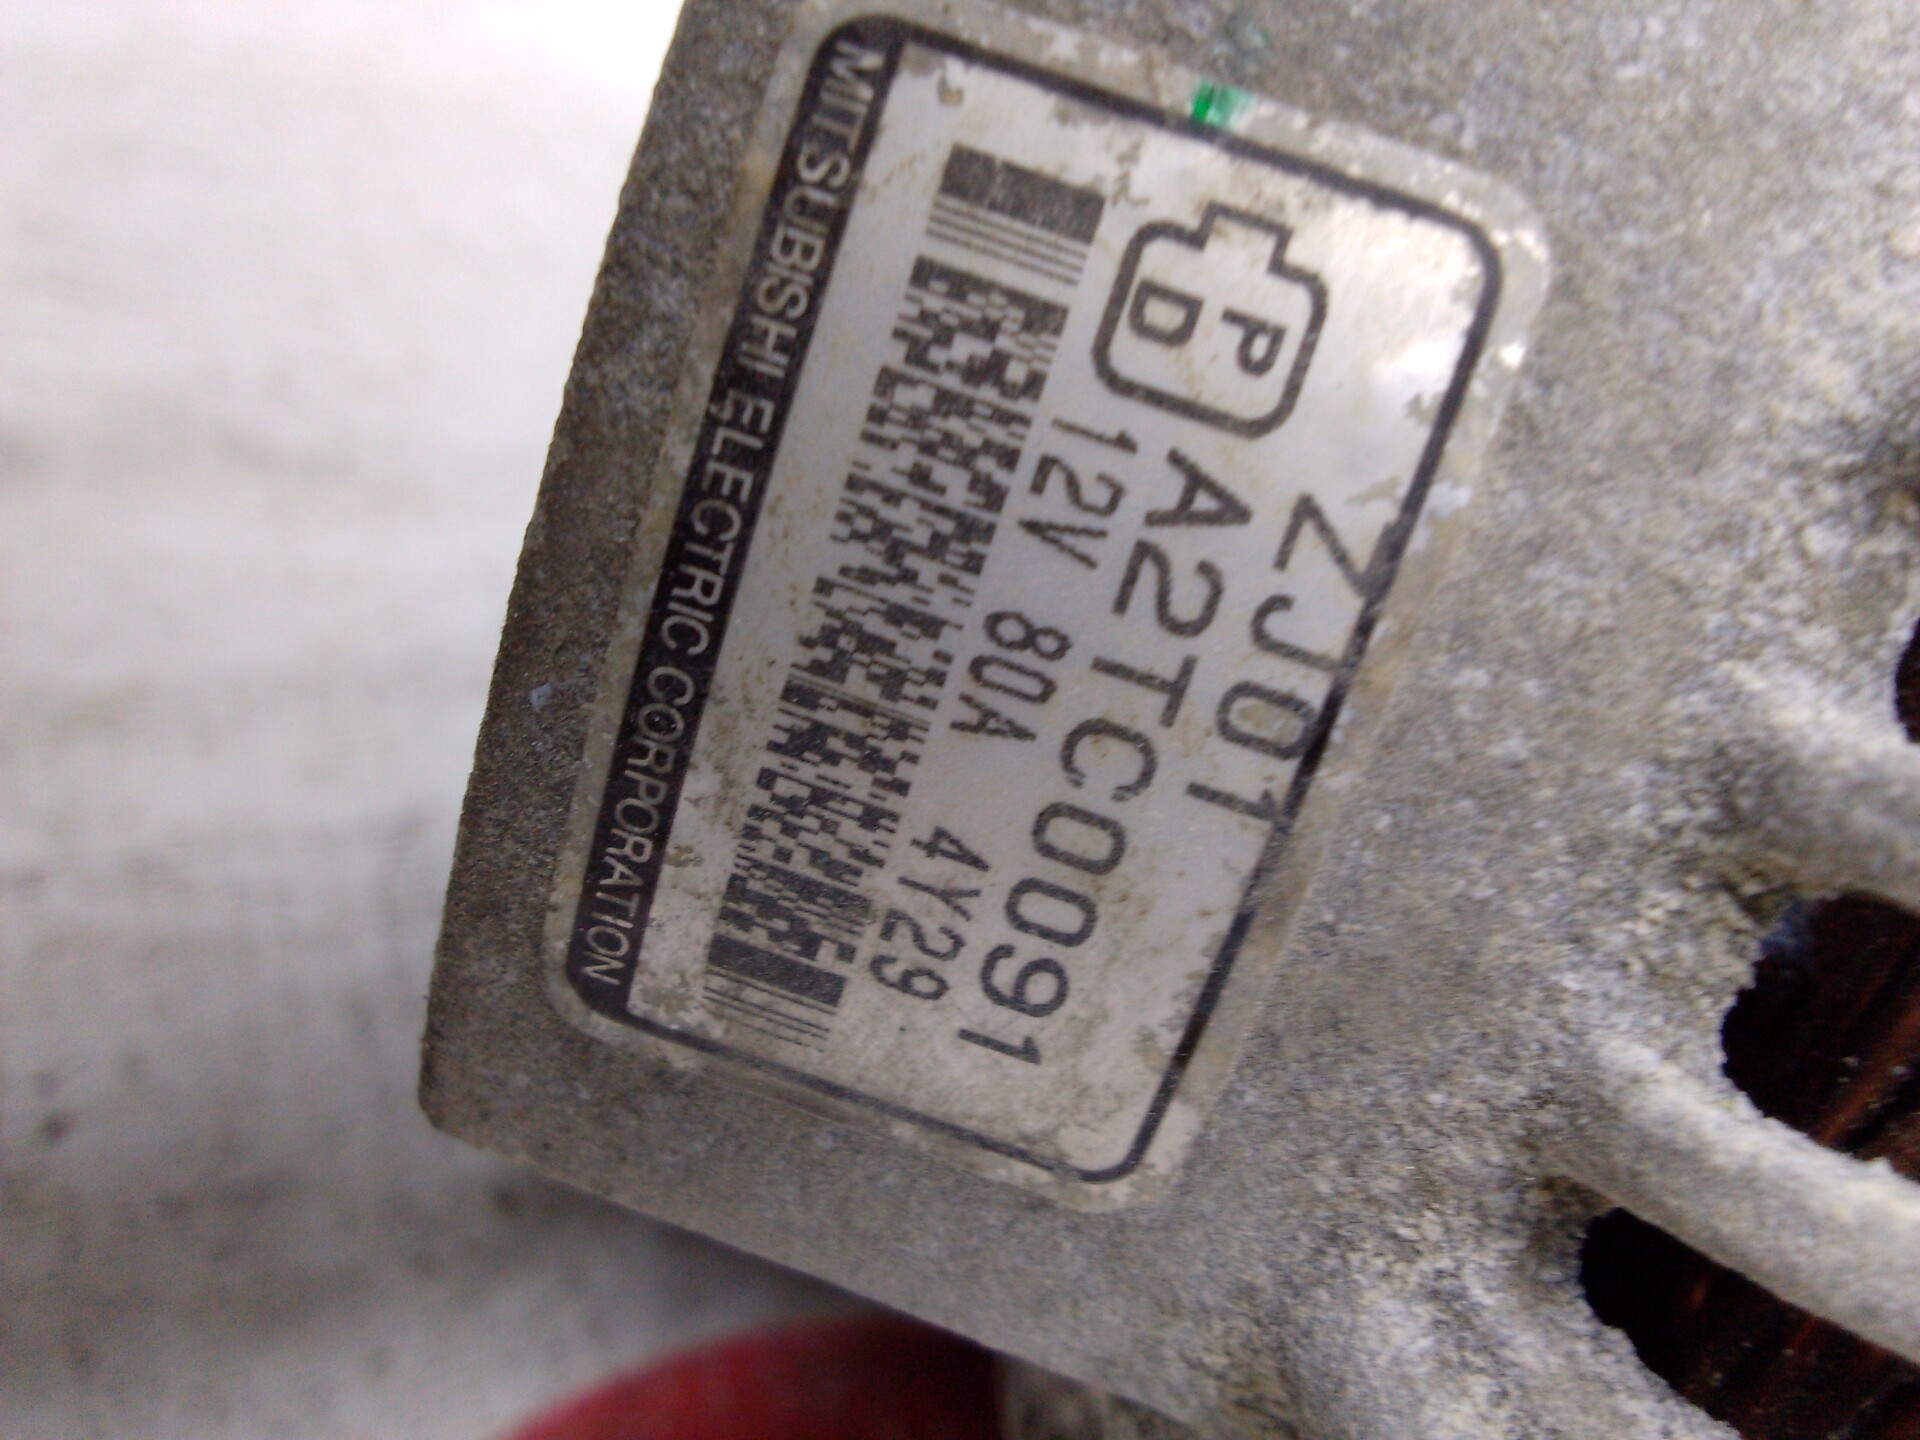 ZJ01
A2TC0091
P D
12V 80A 4Y29
MITSUBISHI ELECTRIC CORPORATION